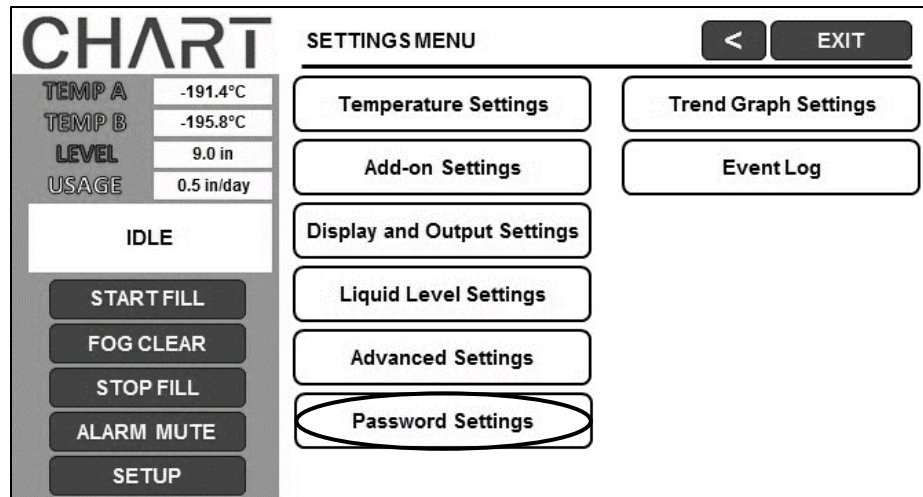 CHART
TEMP A -191.4°C
TEMP B -195.8°C
LEVEL 9.0 in
USAGE 0.5 in/day
IDLE
START FILL
FOG CLEAR
STOP FILL
ALARM MUTE
SETUP
SETTINGS MENU
< EXIT
Temperature Settings
Add-on Settings
Display and Output Settings
Liquid Level Settings
Advanced Settings
Password Settings
Trend Graph Settings
Event Log